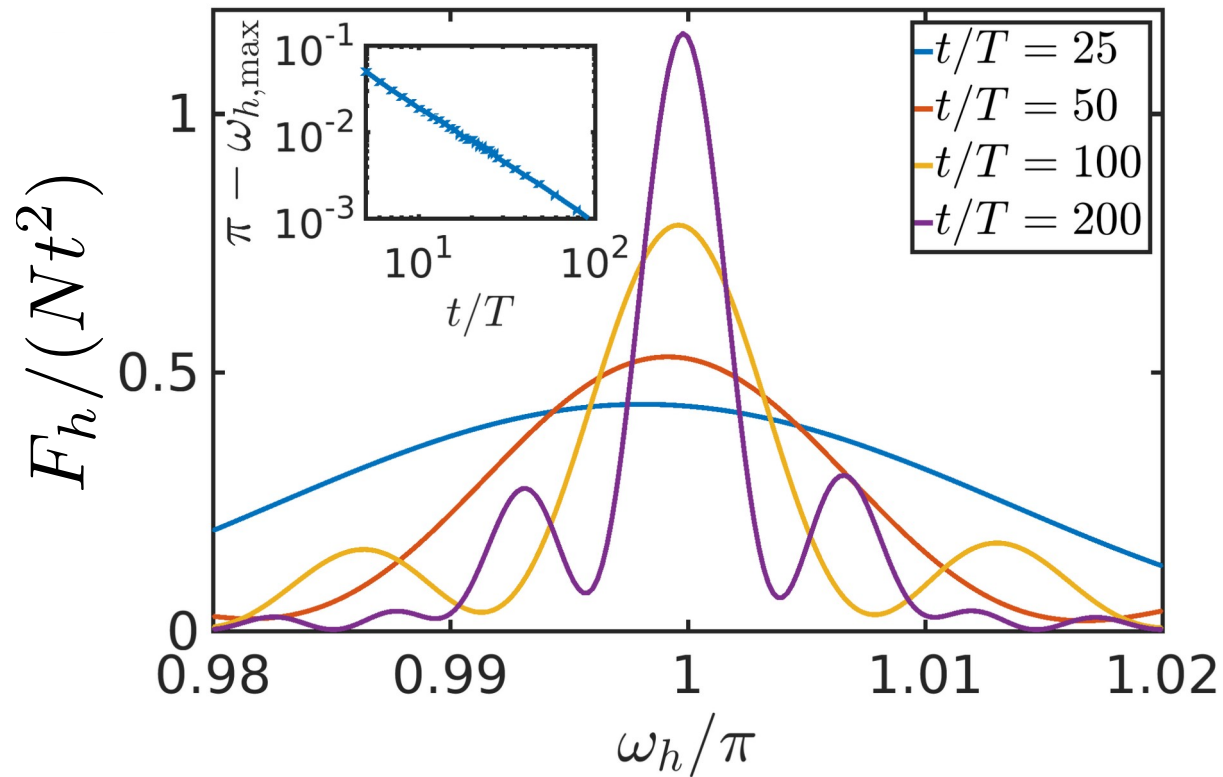 F_h/(Nt^2)
1
0.5
0
0.98
0.99
1
1.01
1.02
ω_h/π
π − ω_{h,max}
10^{-1}
10^{-2}
10^{-3}
10^1
10^2
t/T
t/T = 25
t/T = 50
t/T = 100
t/T = 200